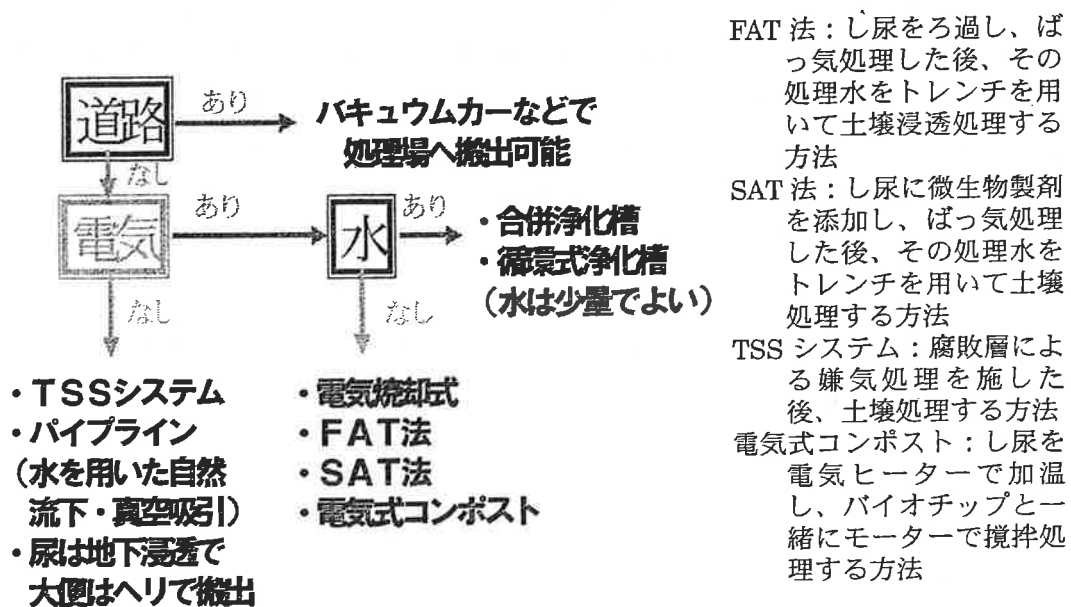 道路
あり
バキュウムカーなどで
処理場へ搬出可能
なし
電気
あり
水
あり
・合併浄化槽
・循環式浄化槽
（水は少量でよい）
なし
なし
・TSSシステム
・パイプライン
（水を用いた自然
流下・真空吸引）
・尿は地下浸透で
大便はヘリで搬出
・電気焼却式
・FAT法
・SAT法
・電気式コンポスト
FAT 法：し尿をろ過し、ば
っ気処理した後、その
処理水をトレンチを用
いて土壌浸透処理する
方法
SAT 法：し尿に微生物製剤
を添加し、ばっ気処理
した後、その処理水を
トレンチを用いて土壌
処理する方法
TSS システム：腐敗層によ
る嫌気処理を施した
後、土壌処理する方法
電気式コンポスト：し尿を
電気ヒーターで加温
し、バイオチップと一
緒にモーターで撹拌処
理する方法